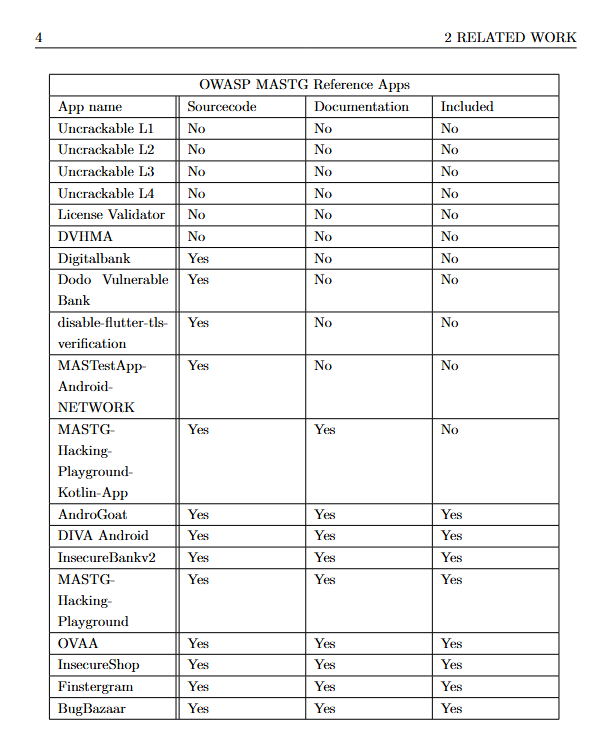 4 2 RELATED WORK
OWASP MASTG Reference Apps
App name Sourcecode Documentation Included
Uncrackable L1 No No No
Uncrackable L2 No No No
Uncrackable L3 No No No
Uncrackable L4 No No No
License Validator No No No
DVHMA No No No
Digitalbank Yes No No
Dodo Vulnerable Yes No No
Bank
disable-flutter-tls- Yes No No
verification
MASTestApp- Yes No No
Android-
NETWORK
MASTG- Yes Yes No
Hacking-
Playground-
Kotlin-App
AndroGoat Yes Yes Yes
DIVA Android Yes Yes Yes
InsecureBankv2 Yes Yes Yes
MASTG- Yes Yes Yes
Hacking-
Playground
OVAA Yes Yes Yes
InsecureShop Yes Yes Yes
Finstergram Yes Yes Yes
BugBazaar Yes Yes Yes